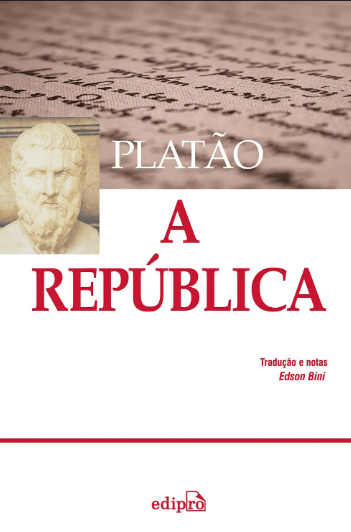 PLATÃO
A
REPÚBLICA
Tradução e notas
Edson Bini
edipro